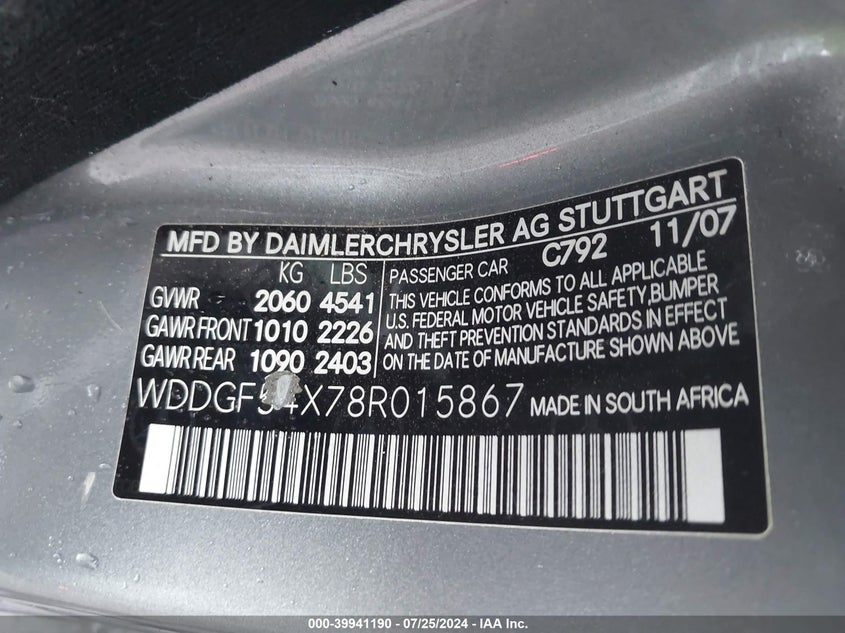 MFD BY DAIMLERCHRYSLER AG STUTTGART
C792 11/07
KG LBS
GVWR 2060 4541
GAWR FRONT 1010 2226
GAWR REAR 1090 2403
PASSENGER CAR
THIS VEHICLE CONFORMS TO ALL APPLICABLE
U.S. FEDERAL MOTOR VEHICLE SAFETY, BUMPER
AND THEFT PREVENTION STANDARDS IN EFFECT
ON THE DATE OF MANUFACTURE SHOWN ABOVE
WDDGF54X78R015867 MADE IN SOUTH AFRICA
000-39941190 - 07/25/2024 - IAA Inc.